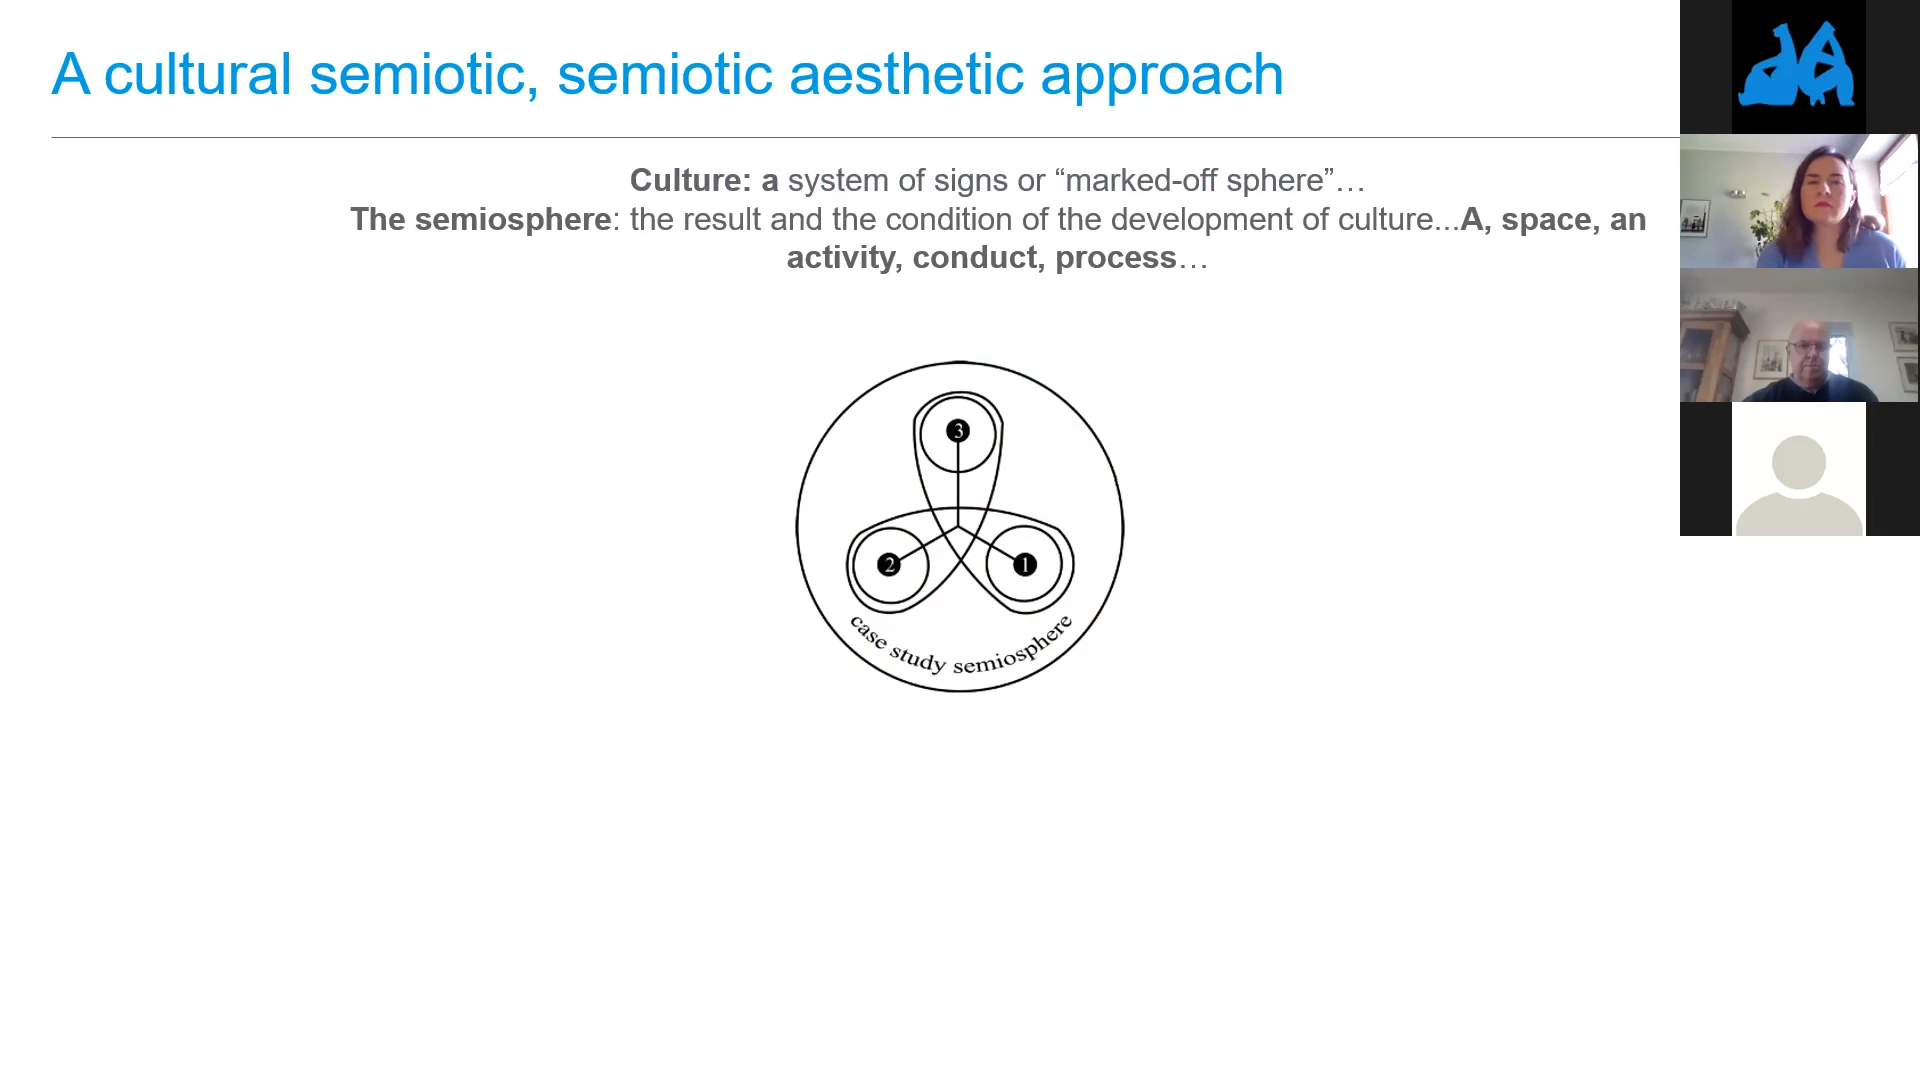 A cultural semiotic, semiotic aesthetic approach
Culture: a system of signs or “marked-off sphere”…
The semiosphere: the result and the condition of the development of culture...A, space, an
activity, conduct, process…
3
2
1
case study semiosphere